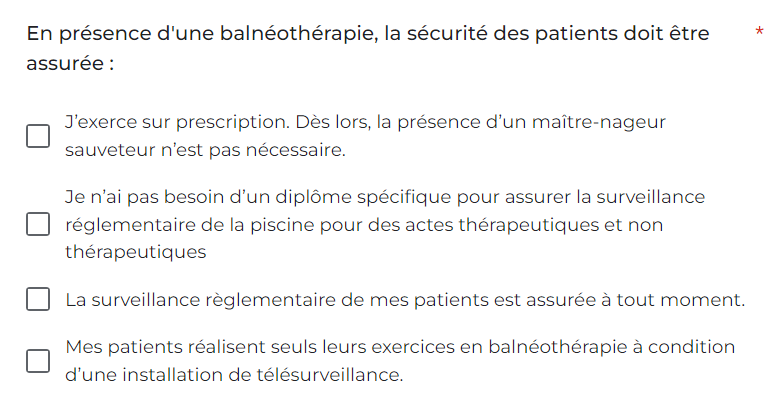 En présence d'une balnéothérapie, la sécurité des patients doit être *
assurée :
J’exerce sur prescription. Dès lors, la présence d’un maître-nageur
sauveteur n’est pas nécessaire.
Je n’ai pas besoin d’un diplôme spécifique pour assurer la surveillance
réglementaire de la piscine pour des actes thérapeutiques et non
thérapeutiques
La surveillance règlementaire de mes patients est assurée à tout moment.
Mes patients réalisent seuls leurs exercices en balnéothérapie à condition
d’une installation de télésurveillance.